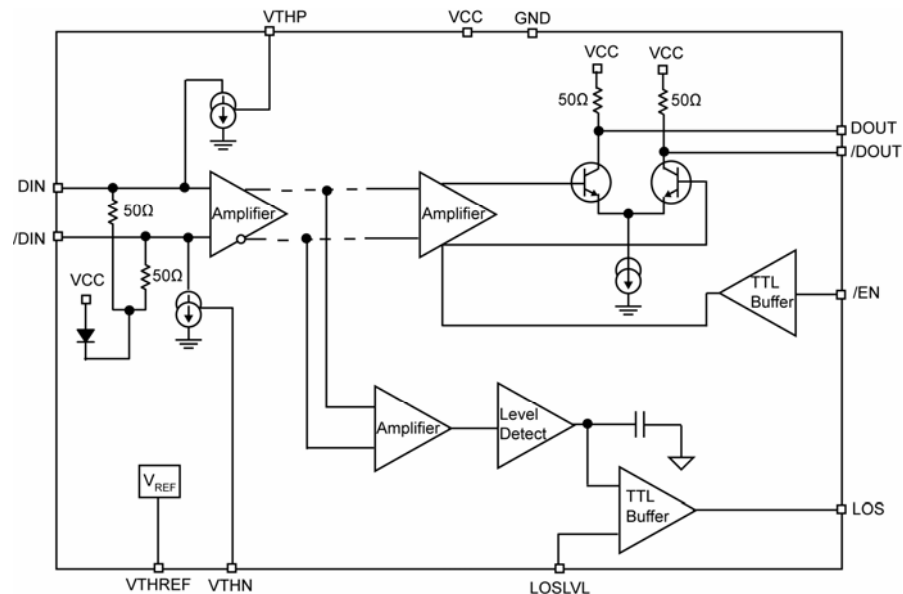 VTHP
VCC
GND
VCC
VCC
50Ω
50Ω
DOUT
/DOUT
DIN
Amplifier
Amplifier
50Ω
/DIN
50Ω
VCC
TTL
Buffer
/EN
Amplifier
Level
Detect
VREF
TTL
Buffer
LOS
VTHREF
VTHN
LOSLVL